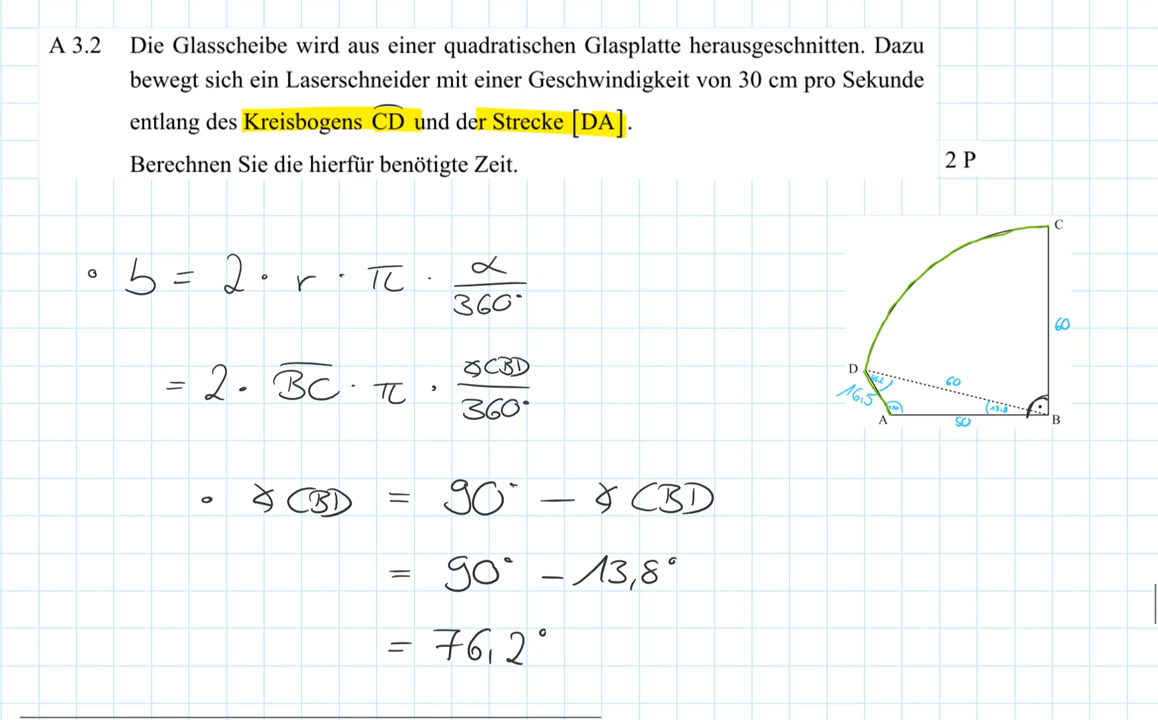 A 3.2 Die Glasscheibe wird aus einer quadratischen Glasplatte herausgeschnitten. Dazu
bewegt sich ein Laserschneider mit einer Geschwindigkeit von 30 cm pro Sekunde
entlang des Kreisbogens CD und der Strecke [DA].
Berechnen Sie die hierfür benötigte Zeit.
2 P
° b = 2 · r · π · α/360°
= 2 · BC · π · ∢CBD/360°
• ∢ CBD = 90° − ∢ CBD
= 90° − 13,8°
= 76,2°
C
60
D
60
16,5
13,8
A
50
B